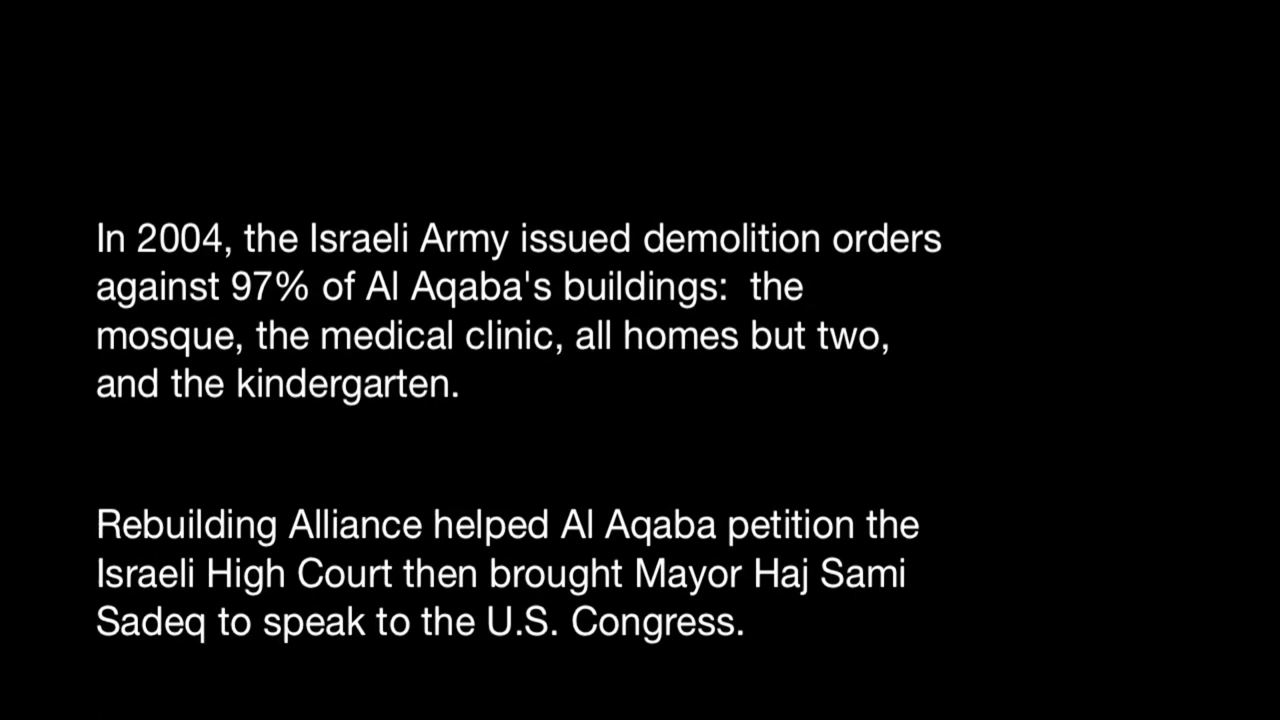 In 2004, the Israeli Army issued demolition orders
against 97% of Al Aqaba's buildings:  the
mosque, the medical clinic, all homes but two,
and the kindergarten.
Rebuilding Alliance helped Al Aqaba petition the
Israeli High Court then brought Mayor Haj Sami
Sadeq to speak to the U.S. Congress.